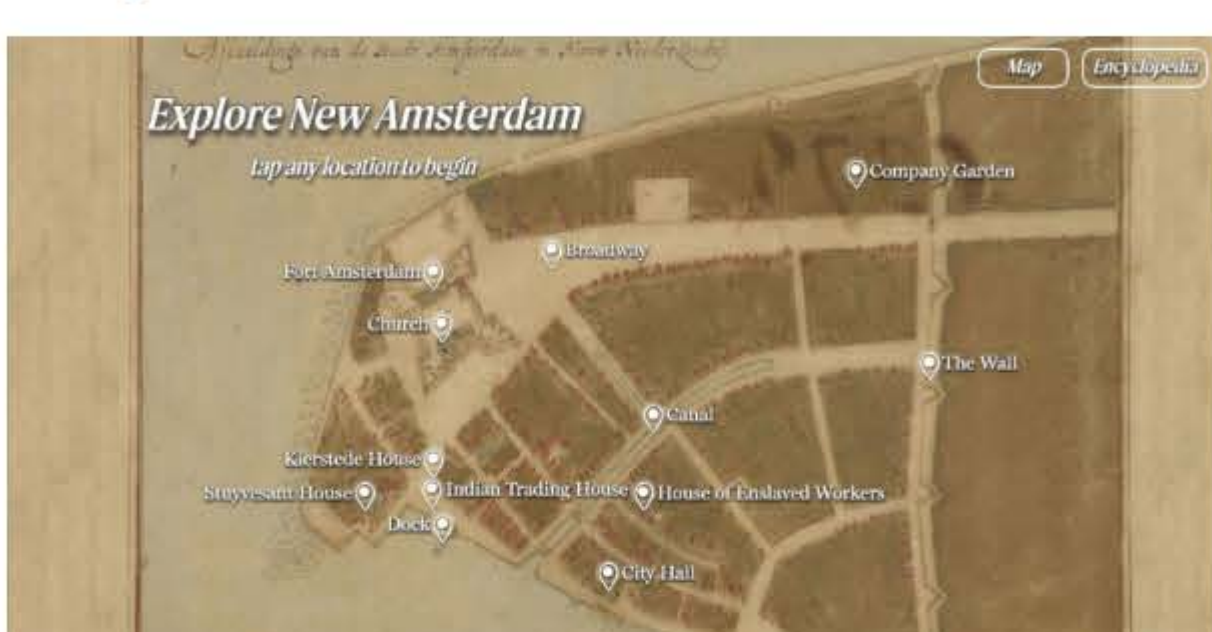 Map
Encyclopedia
Explore New Amsterdam
tap any location to begin
Company Garden
Broadway
Fort Amsterdam
Church
The Wall
Canal
Kierstede House
Stuyvesant House
Indian Trading House
House of Enslaved Workers
Dock
City Hall